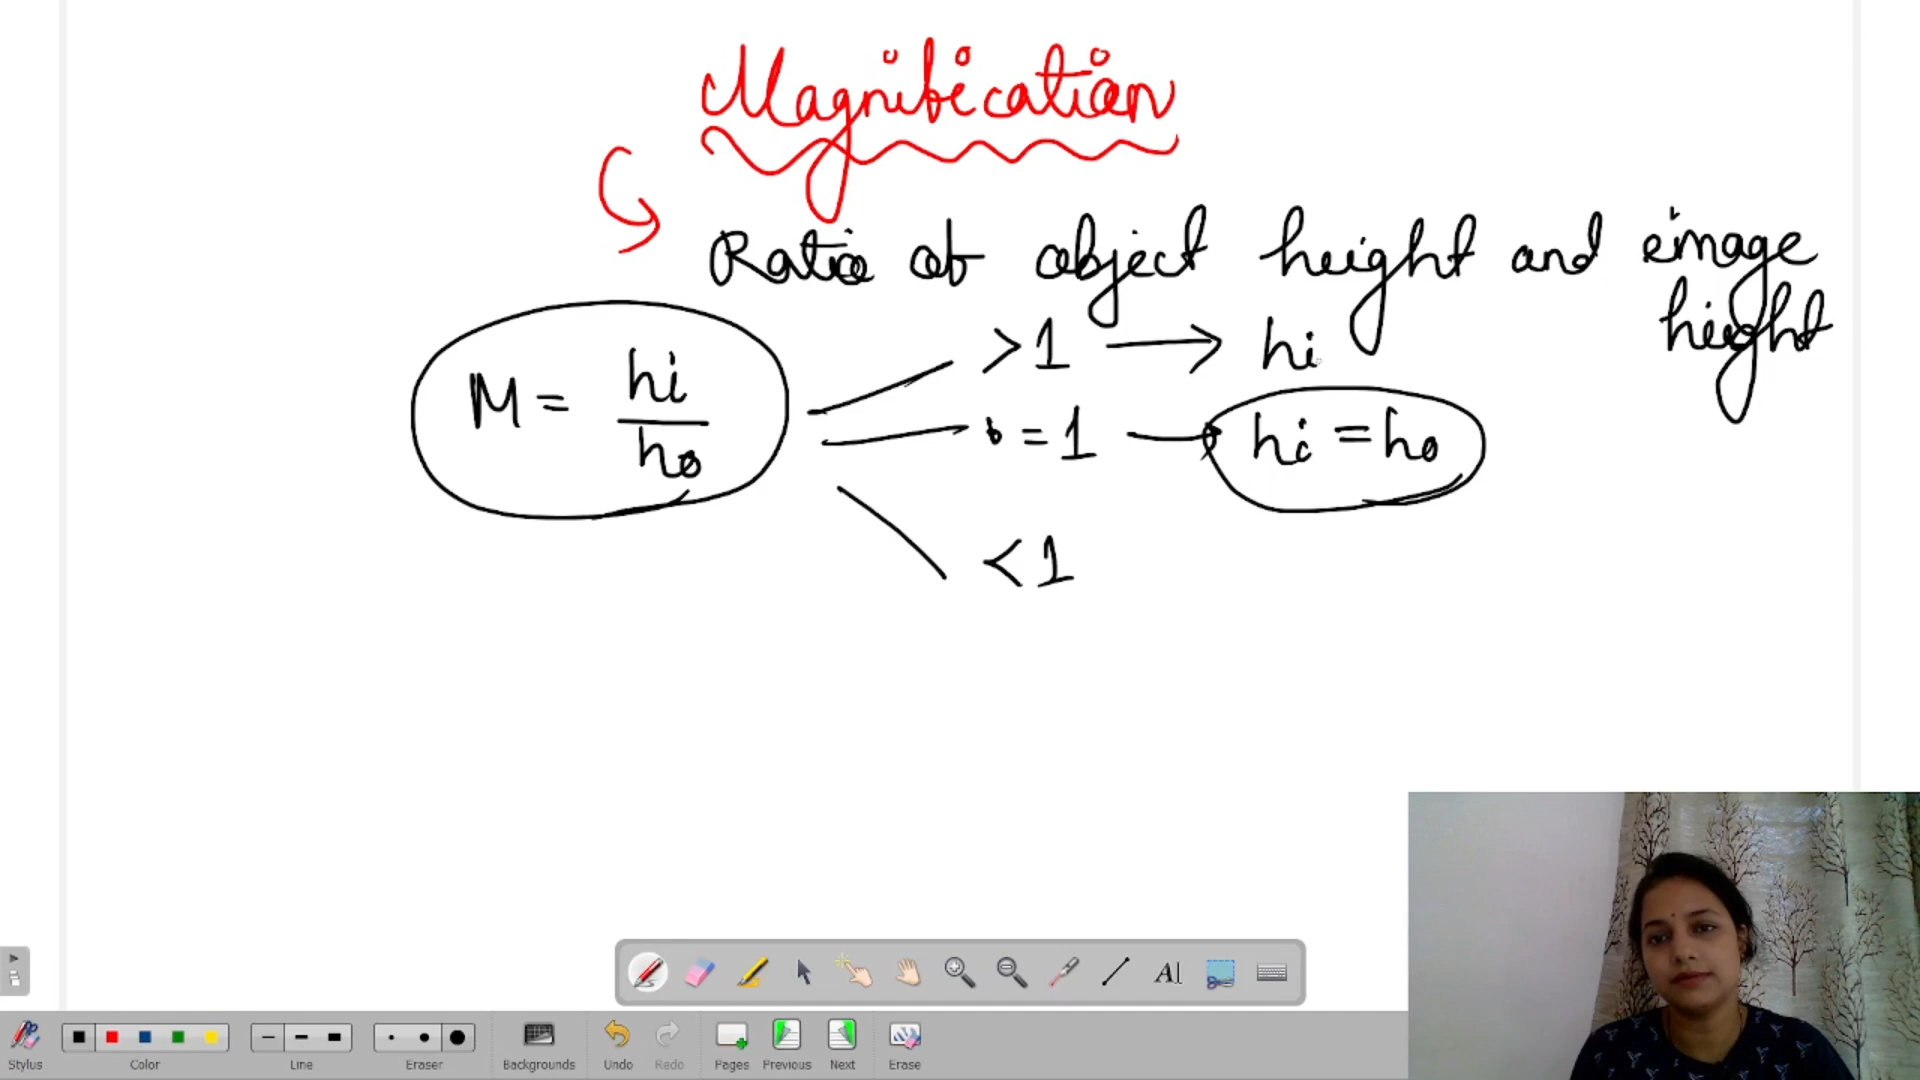 Magnification
Ratio of object height and image
height
M = hi/ho
>1 → hi
= 1 → hi = ho
<1
Stylus
Color
Line
Eraser
Backgrounds
Undo
Redo
Pages
Previous
Next
Erase
AI